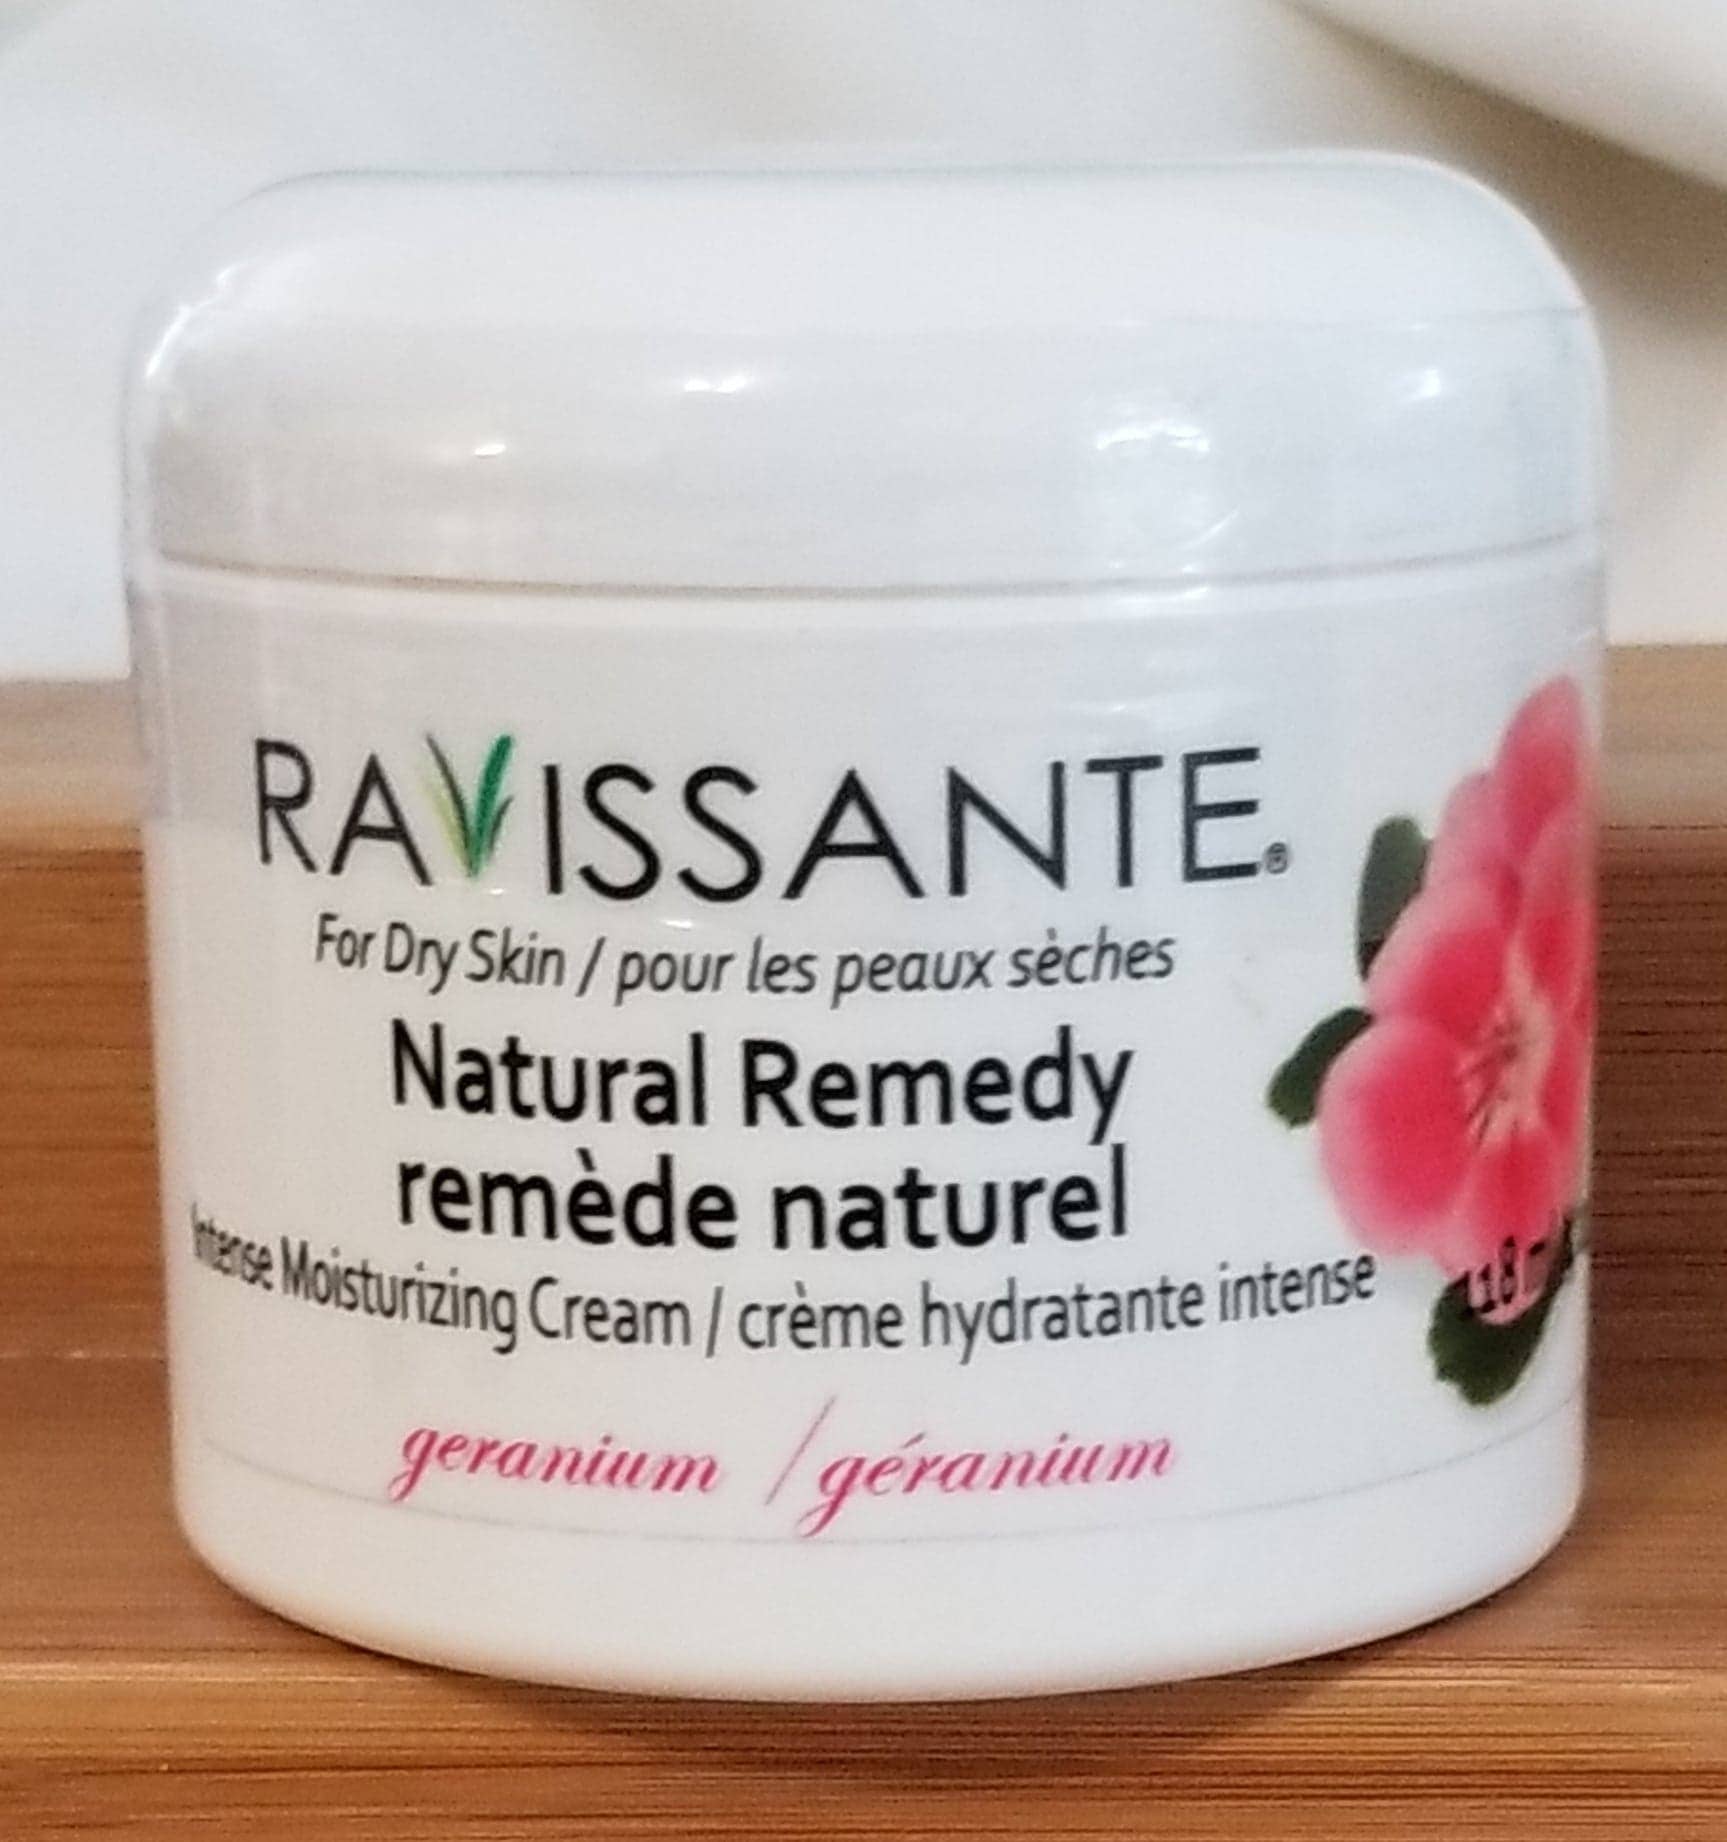 RAVISSANTE®
For Dry Skin / pour les peaux sèches
Natural Remedy
remède naturel
Intense Moisturizing Cream / crème hydratante intense
118 m
geranium / géranium